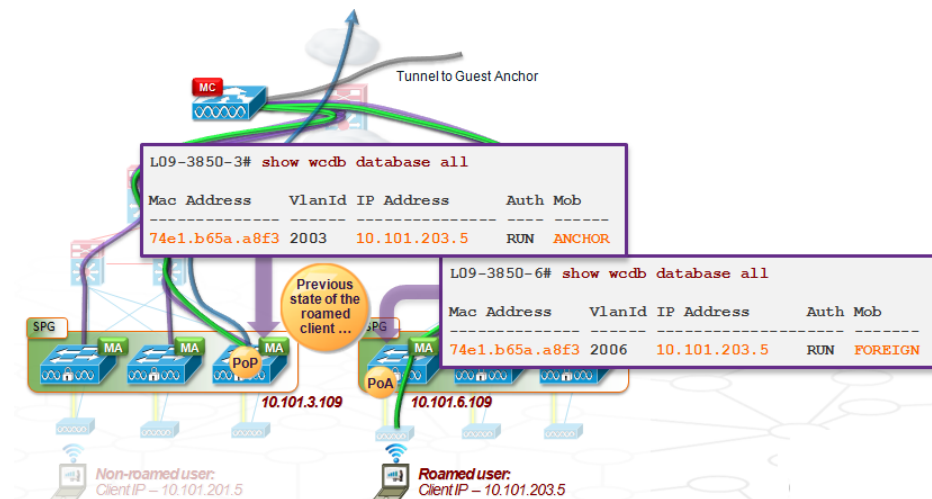 Tunnel to Guest Anchor
MC
L09-3850-3# show wcdb database all
Mac Address VlanId IP Address Auth Mob
-------------- ------ --------------- ---- ------
74e1.b65a.a8f3 2003 10.101.203.5 RUN ANCHOR
L09-3850-6# show wcdb database all
Mac Address VlanId IP Address Auth Mob
-------------- ------ --------------- ---- ------
74e1.b65a.a8f3 2006 10.101.203.5 RUN FOREIGN
Previous
state of the
roamed
client ...
SPG
MA
MA
MA
PoP
SPG
MA
PoA
10.101.3.109
10.101.6.109
Non-roamed user:
Client IP – 10.101.201.5
Roamed user:
Client IP – 10.101.203.5